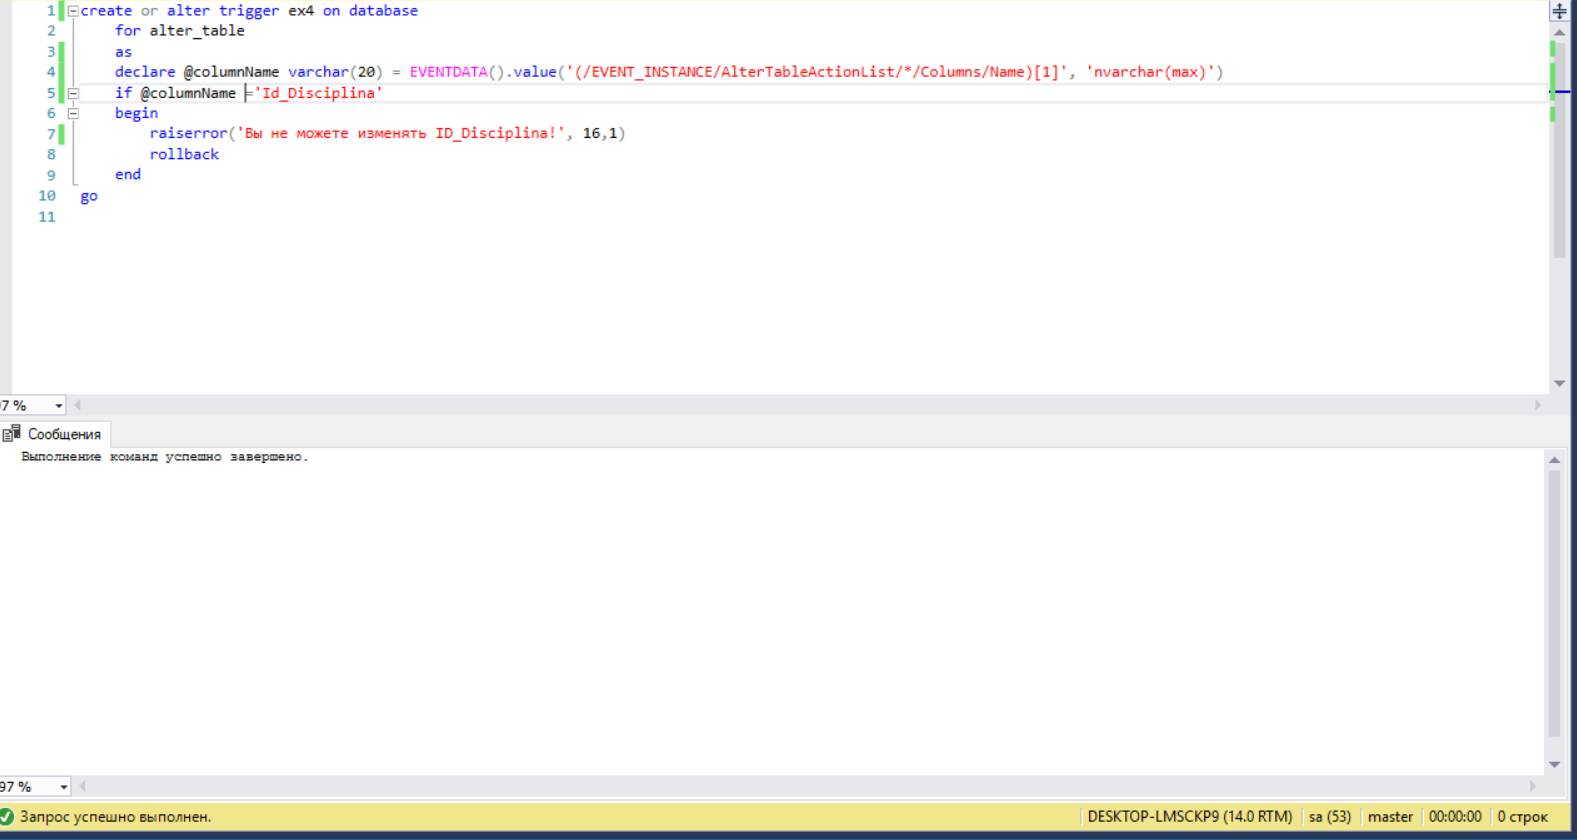 1 create or alter trigger ex4 on database
2 for alter_table
3 as
4 declare @columnName varchar(20) = EVENTDATA().value('(/EVENT_INSTANCE/AlterTableActionList/*/Columns/Name)[1]', 'nvarchar(max)')
5 if @columnName ='Id_Disciplina'
6 begin
7 raiserror('Вы не можете изменять ID_Disciplina!', 16,1)
8 rollback
9 end
10 go
11
97 %
Сообщения
Выполнение команд успешно завершено.
97 %
Запрос успешно выполнен. DESKTOP-LMSCKP9 (14.0 RTM) sa (53) master 00:00:00 0 строк